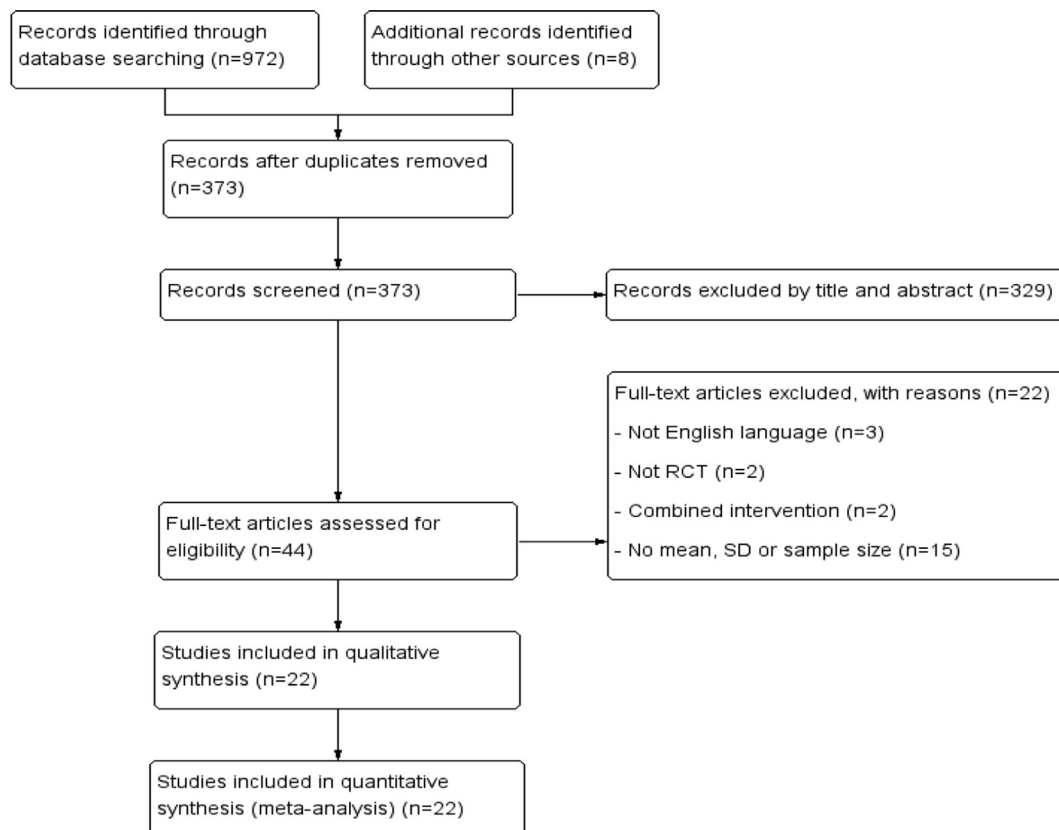 Records identified through
database searching (n=972)
Additional records identified
through other sources (n=8)
Records after duplicates removed
(n=373)
Records screened (n=373)
Records excluded by title and abstract (n=329)
Full-text articles excluded, with reasons (n=22)
- Not English language (n=3)
- Not RCT (n=2)
- Combined intervention (n=2)
- No mean, SD or sample size (n=15)
Full-text articles assessed for
eligibility (n=44)
Studies included in qualitative
synthesis (n=22)
Studies included in quantitative
synthesis (meta-analysis) (n=22)